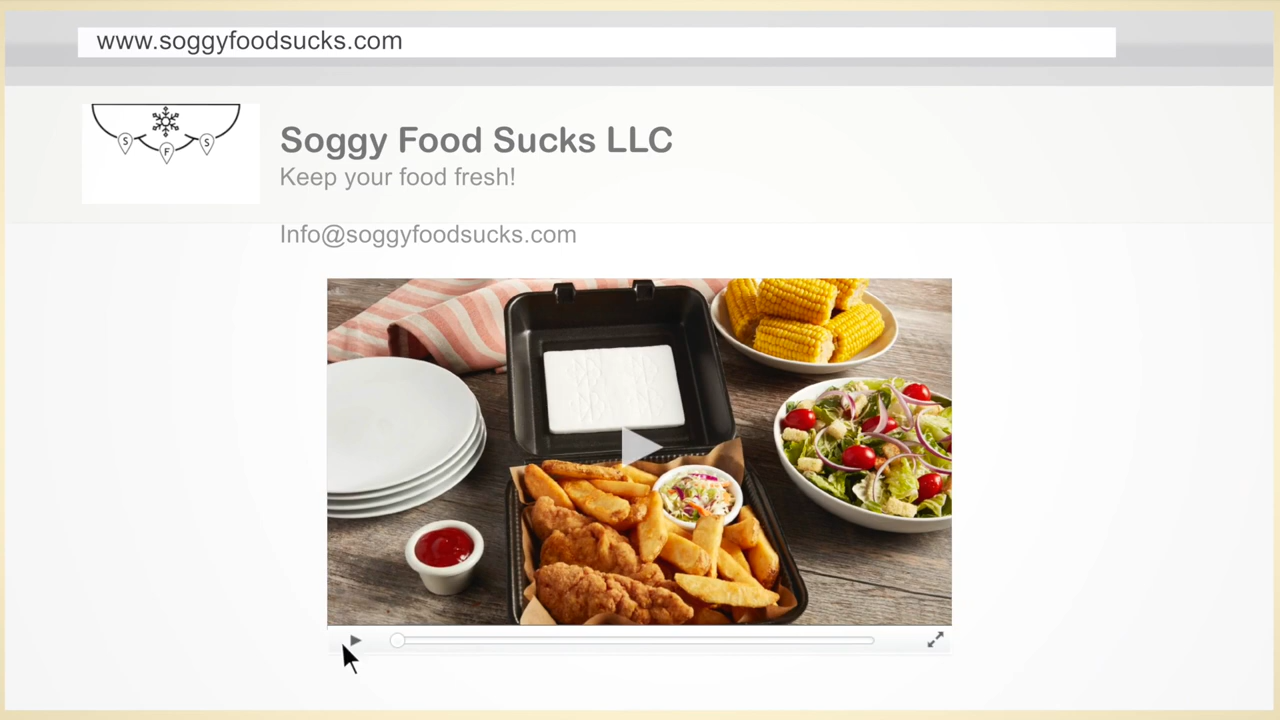 www.soggyfoodsucks.com
S
F
S
Soggy Food Sucks LLC
Keep your food fresh!
Info@soggyfoodsucks.com